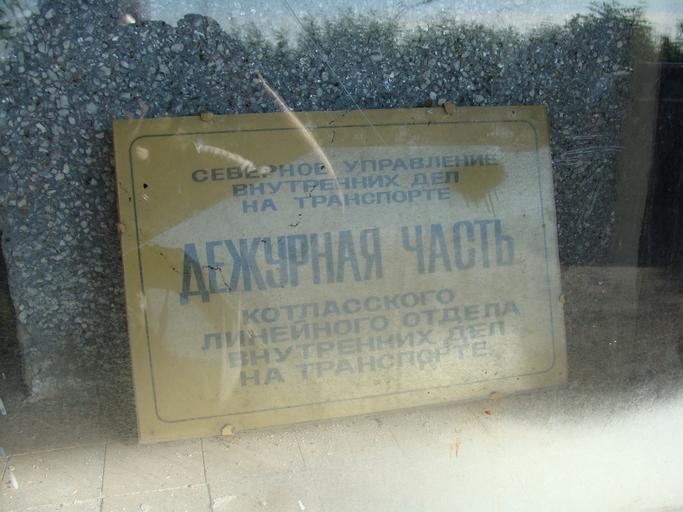 СЕВЕРНОЕ УПРАВЛЕНИЕ
ВНУТРЕННИХ ДЕЛ
НА ТРАНСПОРТЕ
ДЕЖУРНАЯ ЧАСТЬ
КОТЛАССКОГО
ЛИНЕЙНОГО ОТДЕЛА
ВНУТРЕННИХ ДЕЛ
НА ТРАНСПОРТЕ